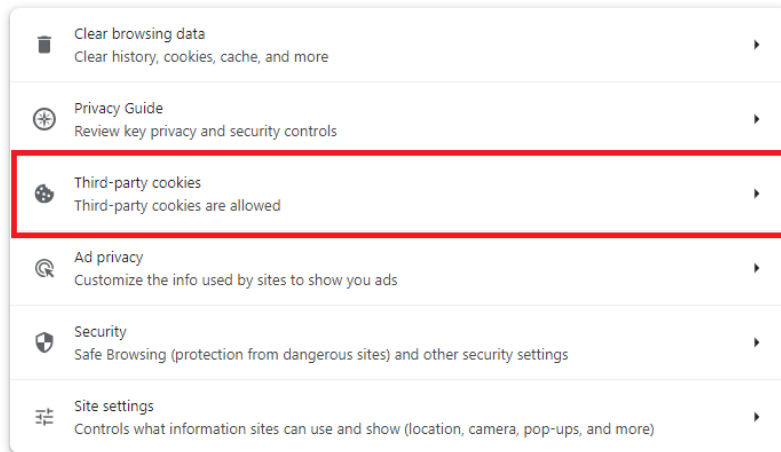 Clear browsing data
Clear history, cookies, cache, and more
Privacy Guide
Review key privacy and security controls
Third-party cookies
Third-party cookies are allowed
Ad privacy
Customize the info used by sites to show you ads
Security
Safe Browsing (protection from dangerous sites) and other security settings
Site settings
Controls what information sites can use and show (location, camera, pop-ups, and more)